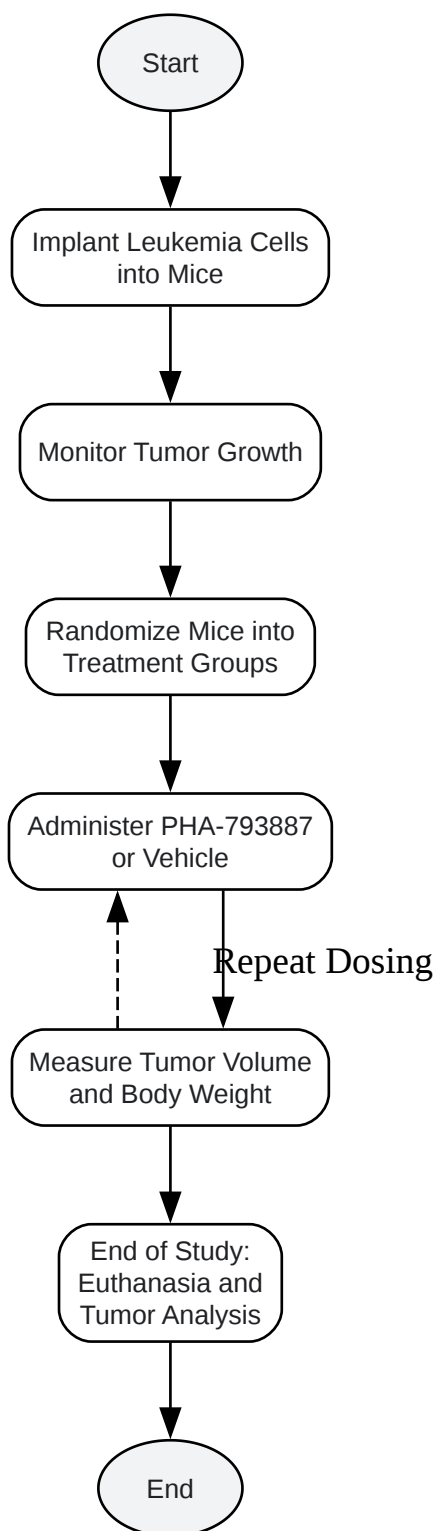 Start
Implant Leukemia Cells
into Mice
Monitor Tumor Growth
Randomize Mice into
Treatment Groups
Administer PHA-793887
or Vehicle
Repeat Dosing
Measure Tumor Volume
and Body Weight
End of Study:
Euthanasia and
Tumor Analysis
End